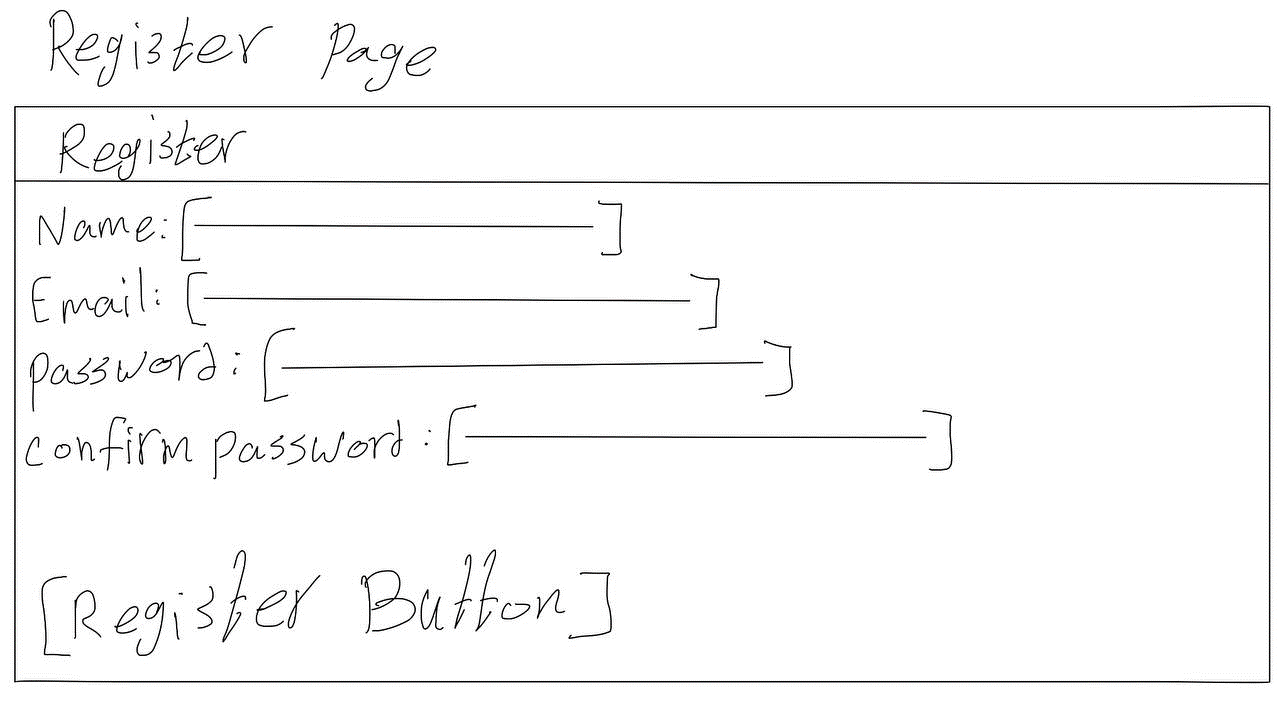 Register Page
Register
Name: [ ]
Email: [ ]
password: [ ]
confirm password: [ ]
[Register Button]